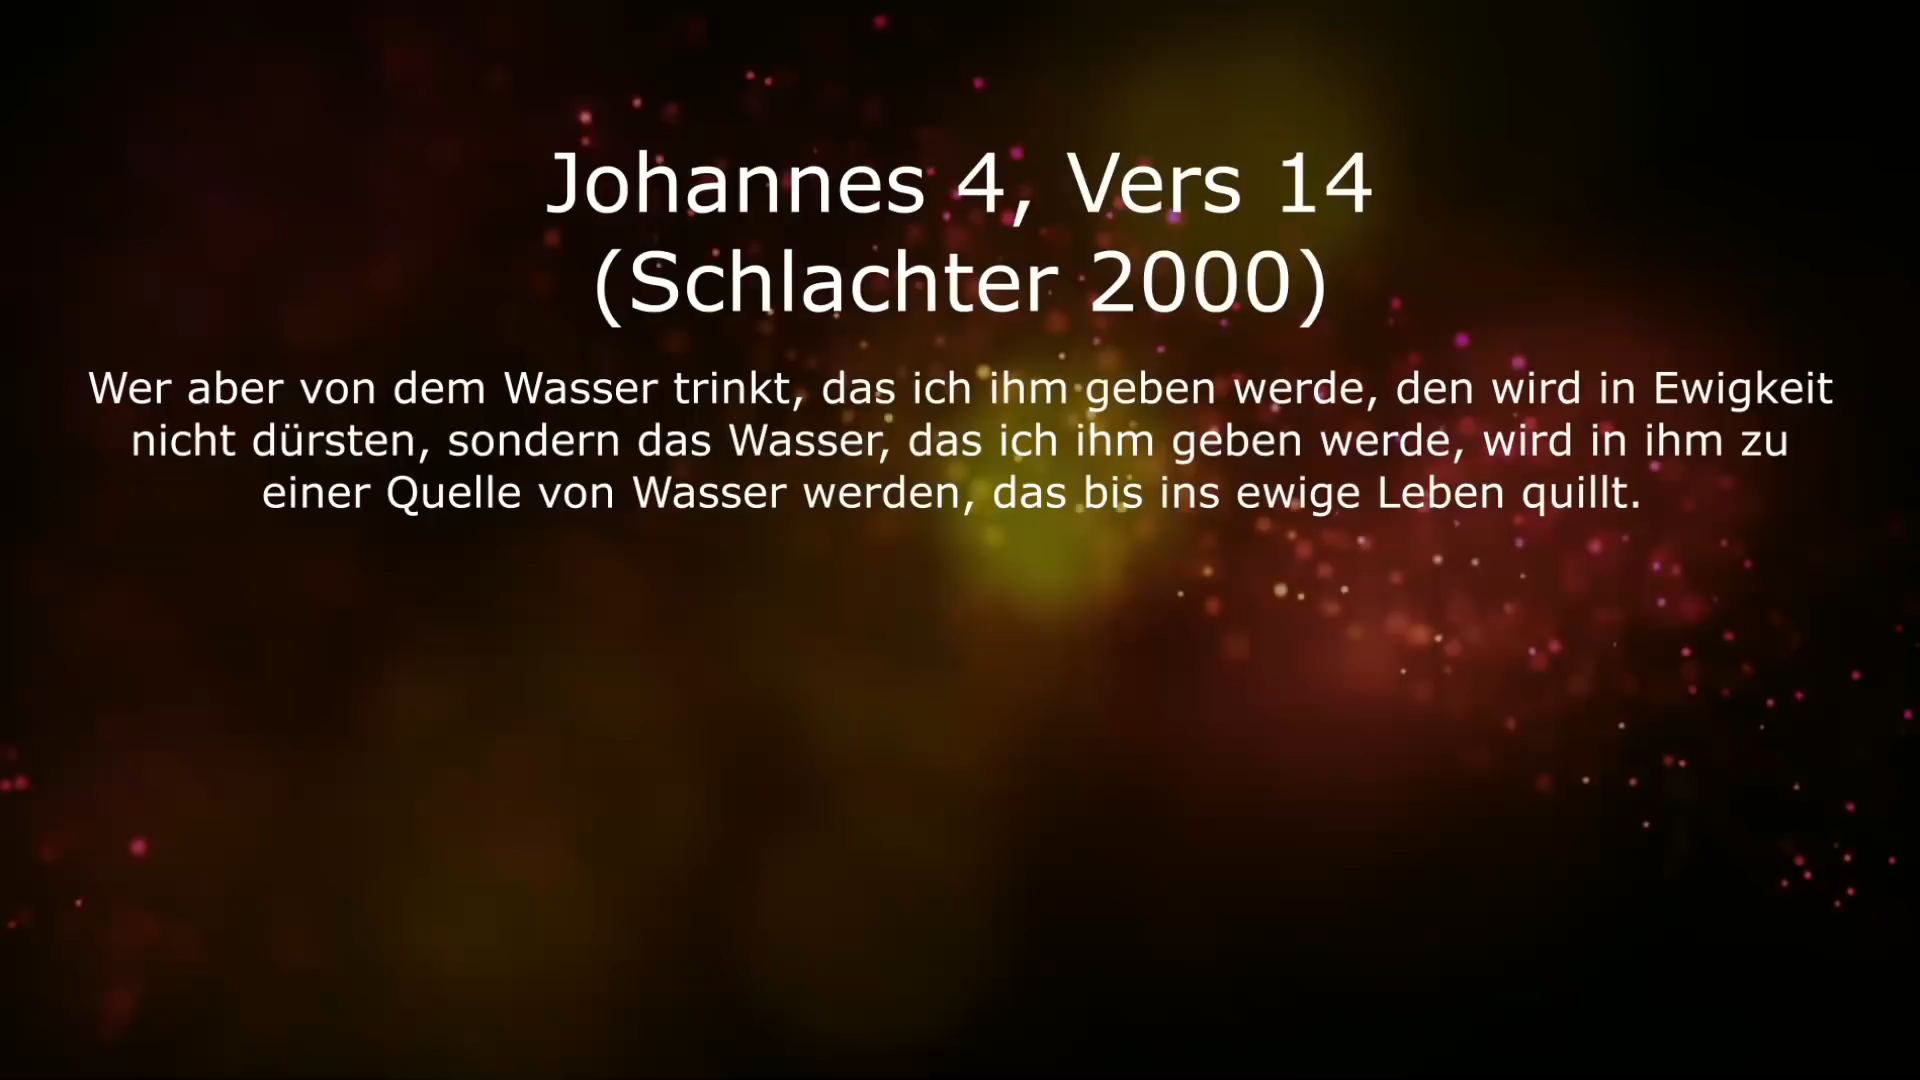 Johannes 4, Vers 14
(Schlachter 2000)
Wer aber von dem Wasser trinkt, das ich ihm geben werde, den wird in Ewigkeit
nicht dürsten, sondern das Wasser, das ich ihm geben werde, wird in ihm zu
einer Quelle von Wasser werden, das bis ins ewige Leben quillt.